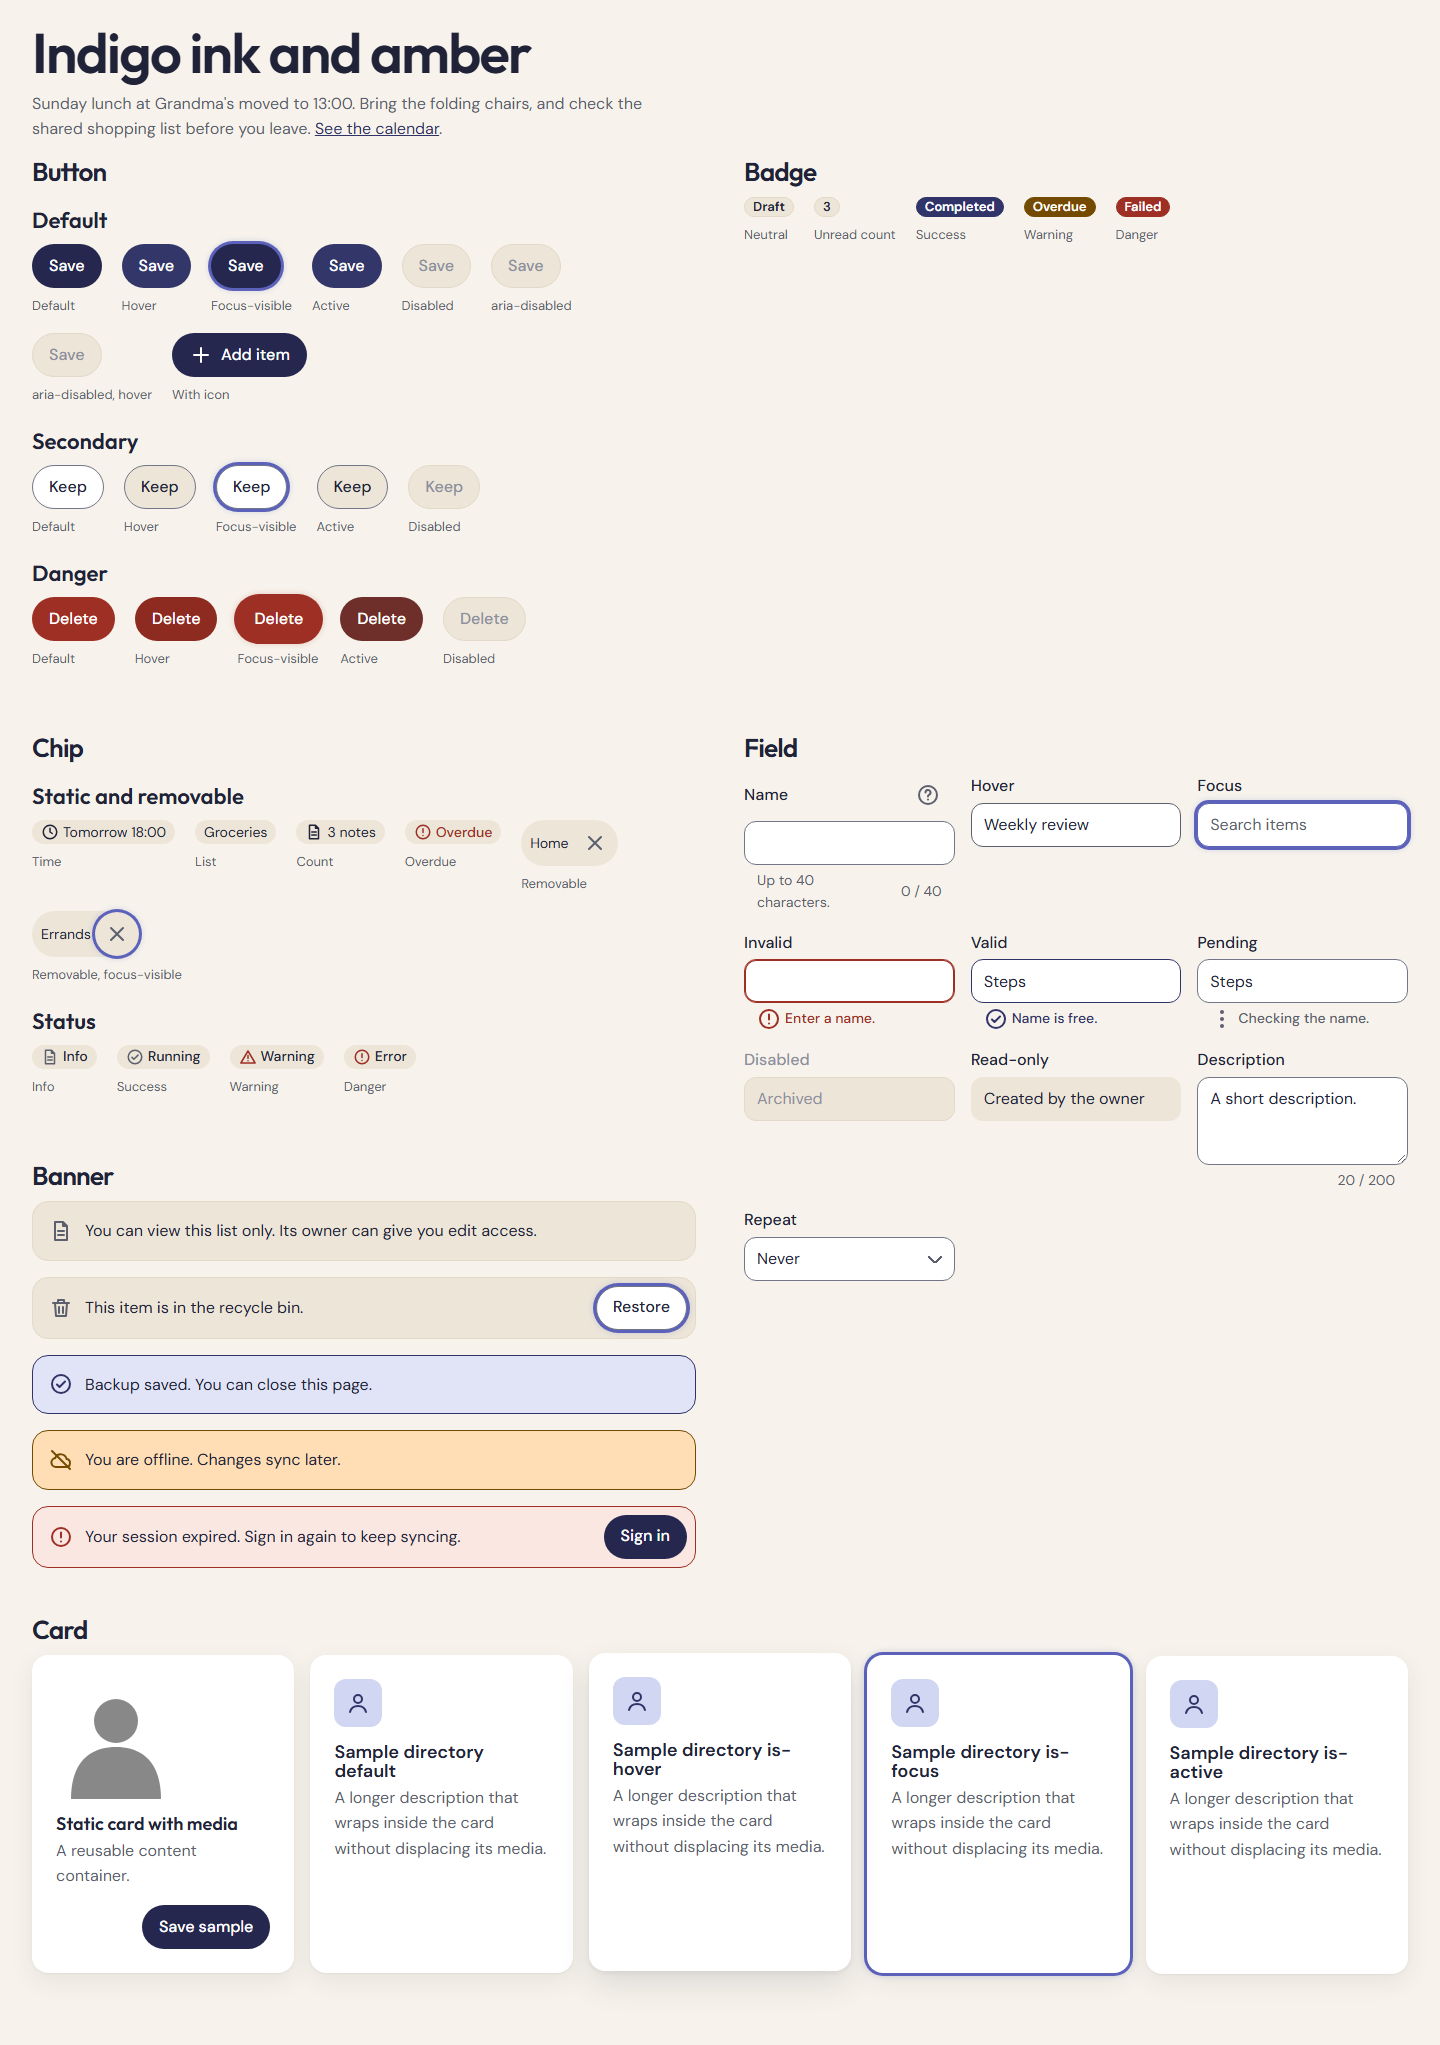 Indigo ink and amber
Sunday lunch at Grandma's moved to 13:00. Bring the folding chairs, and check the
shared shopping list before you leave. See the calendar.
Button
Default
Save Save Save Save Save Save
Default Hover Focus-visible Active Disabled aria-disabled
Save Add item
aria-disabled, hover With icon
Secondary
Keep Keep Keep Keep Keep
Default Hover Focus-visible Active Disabled
Danger
Delete Delete Delete Delete Delete
Default Hover Focus-visible Active Disabled
Badge
Draft 3 Completed Overdue Failed
Neutral Unread count Success Warning Danger
Chip
Static and removable
Tomorrow 18:00 Groceries 3 notes Overdue Home
Time List Count Overdue Removable
Errands
Removable, focus-visible
Status
Info Running Warning Error
Info Success Warning Danger
Field
Name Hover Focus
Weekly review Search items
Up to 40
characters.
0 / 40
Invalid Valid Pending
Steps Steps
Enter a name. Name is free. Checking the name.
Disabled Read-only Description
Archived Created by the owner A short description.
20 / 200
Repeat
Never
Banner
You can view this list only. Its owner can give you edit access.
This item is in the recycle bin. Restore
Backup saved. You can close this page.
You are offline. Changes sync later.
Your session expired. Sign in again to keep syncing. Sign in
Card
Static card with media
A reusable content
container.
Save sample
Sample directory
default
A longer description that
wraps inside the card
without displacing its media.
Sample directory is-
hover
A longer description that
wraps inside the card
without displacing its media.
Sample directory is-
focus
A longer description that
wraps inside the card
without displacing its media.
Sample directory is-
active
A longer description that
wraps inside the card
without displacing its media.